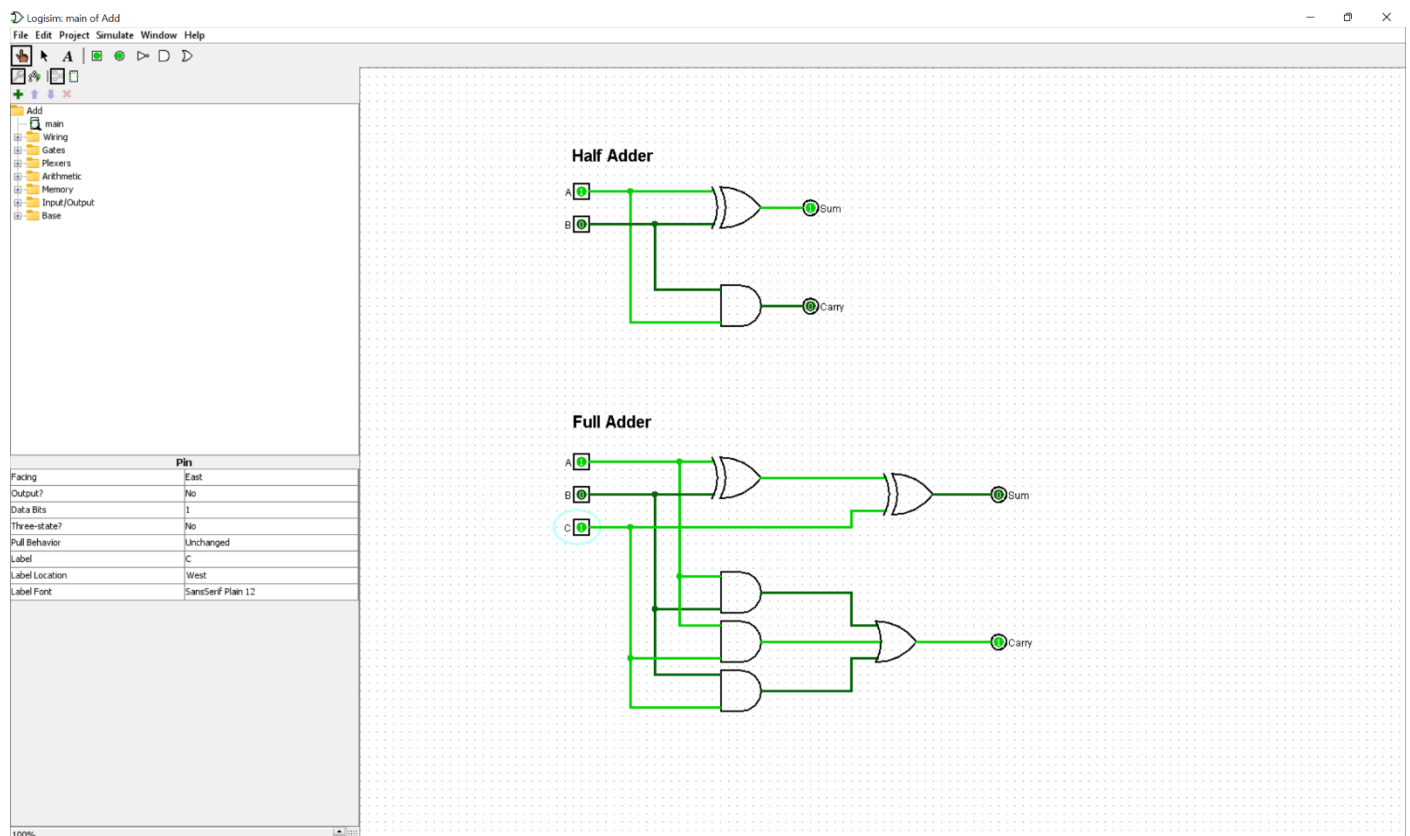 Logisim: main of Add
File Edit Project Simulate Window Help
A
Add
main
Wiring
Gates
Plexers
Arithmetic
Memory
Input/Output
Base
Pin
Facing East
Output? No
Data Bits 1
Three-state? No
Pull Behavior Unchanged
Label C
Label Location West
Label Font SansSerif Plain 12
100%
Half Adder
A 1
1 Sum
B 0
0 Carry
Full Adder
A 1
B 0
0 Sum
C 1
1 Carry